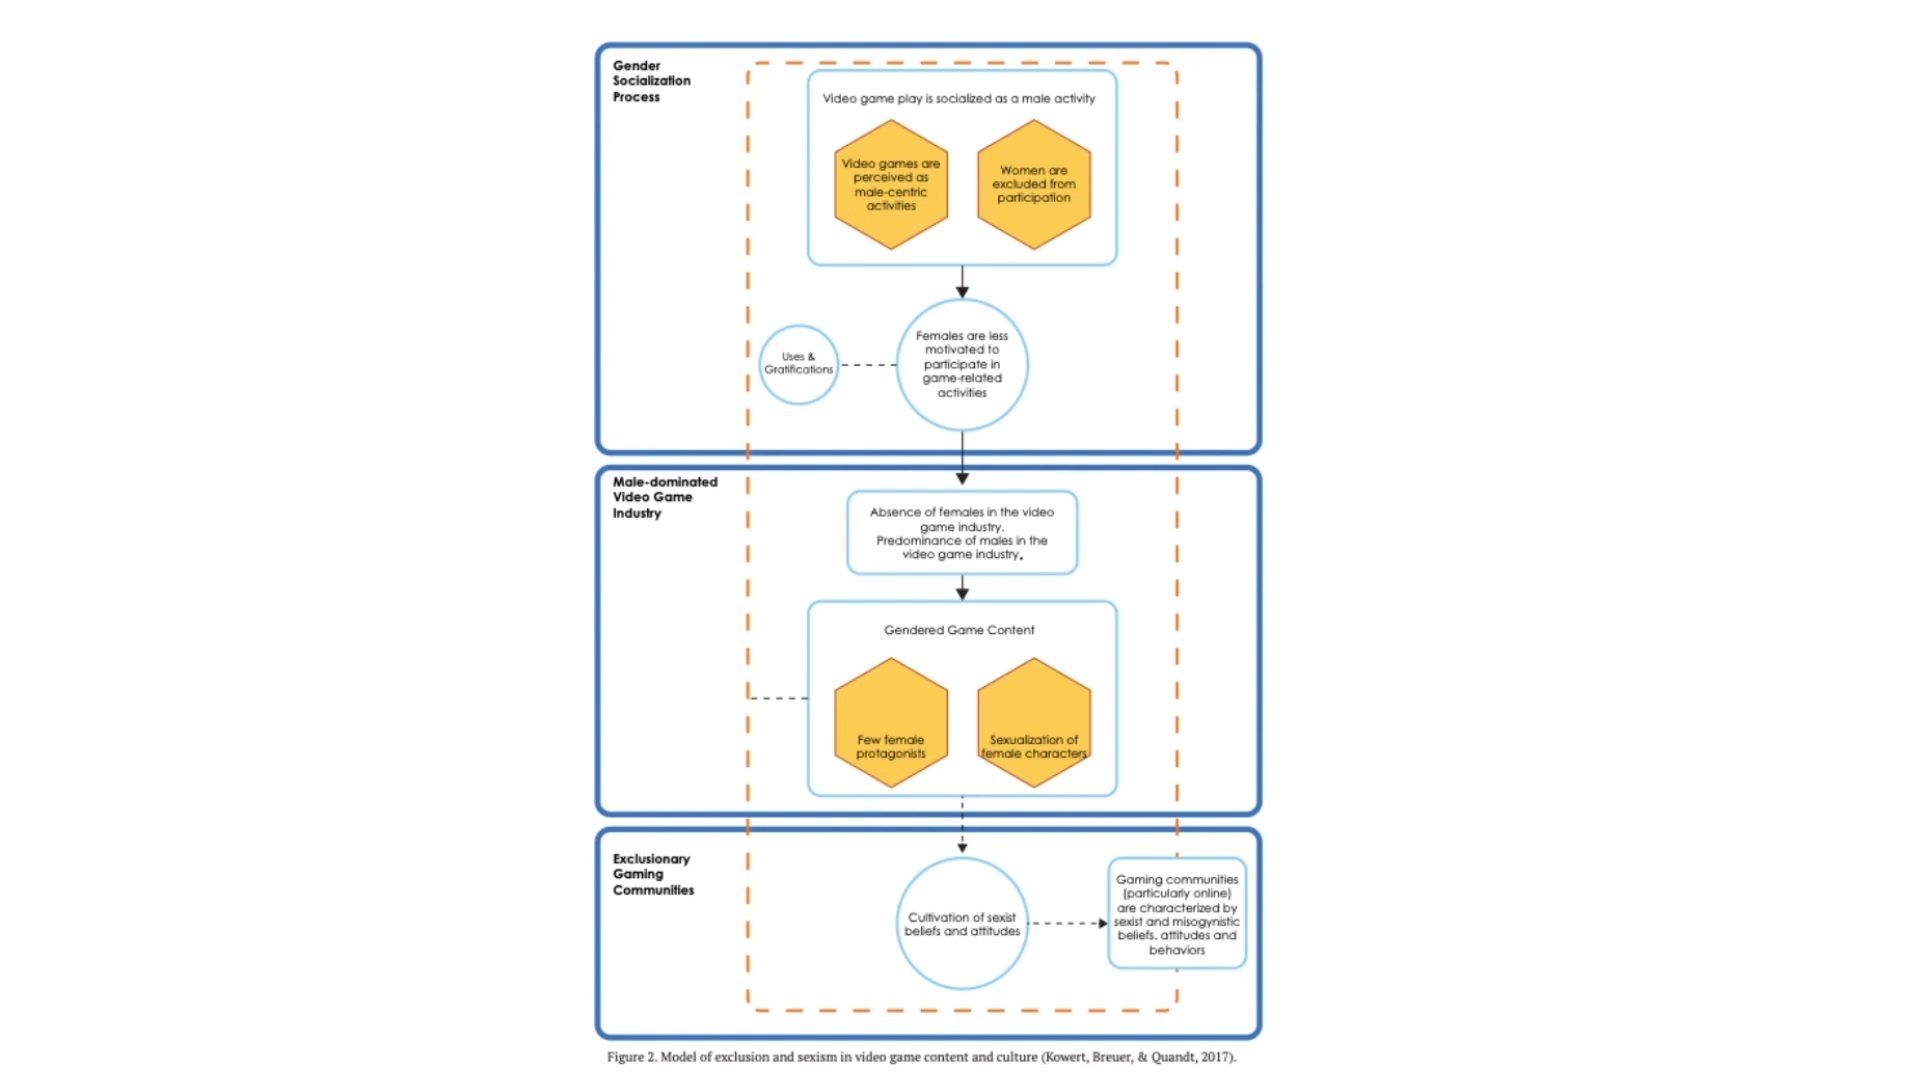 Gender
Socialization
Process
Video game play is socialized as a male activity
Video games are
perceived as
male-centric
activities
Women are
excluded from
participation
Uses &
Gratifications
Females are less
motivated to
participate in
game-related
activities
Male-dominated
Video Game
Industry
Absence of females in the video
game industry.
Predominance of males in the
video game industry.
Gendered Game Content
Few female
protagonists
Sexualization of
female characters
Exclusionary
Gaming
Communities
Cultivation of sexist
beliefs and attitudes
Gaming communities
(particularly online)
are characterized by
sexist and misogynistic
beliefs. attitudes and
behaviors
Figure 2. Model of exclusion and sexism in video game content and culture (Kowert, Breuer, & Quandt, 2017).